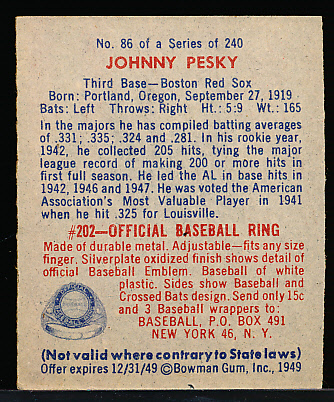 No. 86 of a Series of 240
JOHNNY PESKY
Third Base—Boston Red Sox
Born: Portland, Oregon, September 27, 1919
Bats: Left Throws: Right Ht.: 5:9 Wt.: 165
In the majors he has compiled batting averages
of .331; .335; .324 and .281. In his rookie year,
1942, he collected 205 hits, tying the major
league record of making 200 or more hits in
first full season. He led the AL in base hits in
1942, 1946 and 1947. He was voted the American
Association's Most Valuable Player in 1941
when he hit .325 for Louisville.
#202—OFFICIAL BASEBALL RING
Made of durable metal. Adjustable—fits any size
finger. Silverplate oxidized finish shows detail of
official Baseball Emblem. Baseball of white
plastic. Sides show Baseball and
Crossed Bats design. Send only 15c
and 3 Baseball wrappers to:
BASEBALL, P.O. BOX 491
NEW YORK 46, N. Y.
(Not valid where contrary to State laws)
Offer expires 12/31/49 ©Bowman Gum, Inc., 1949